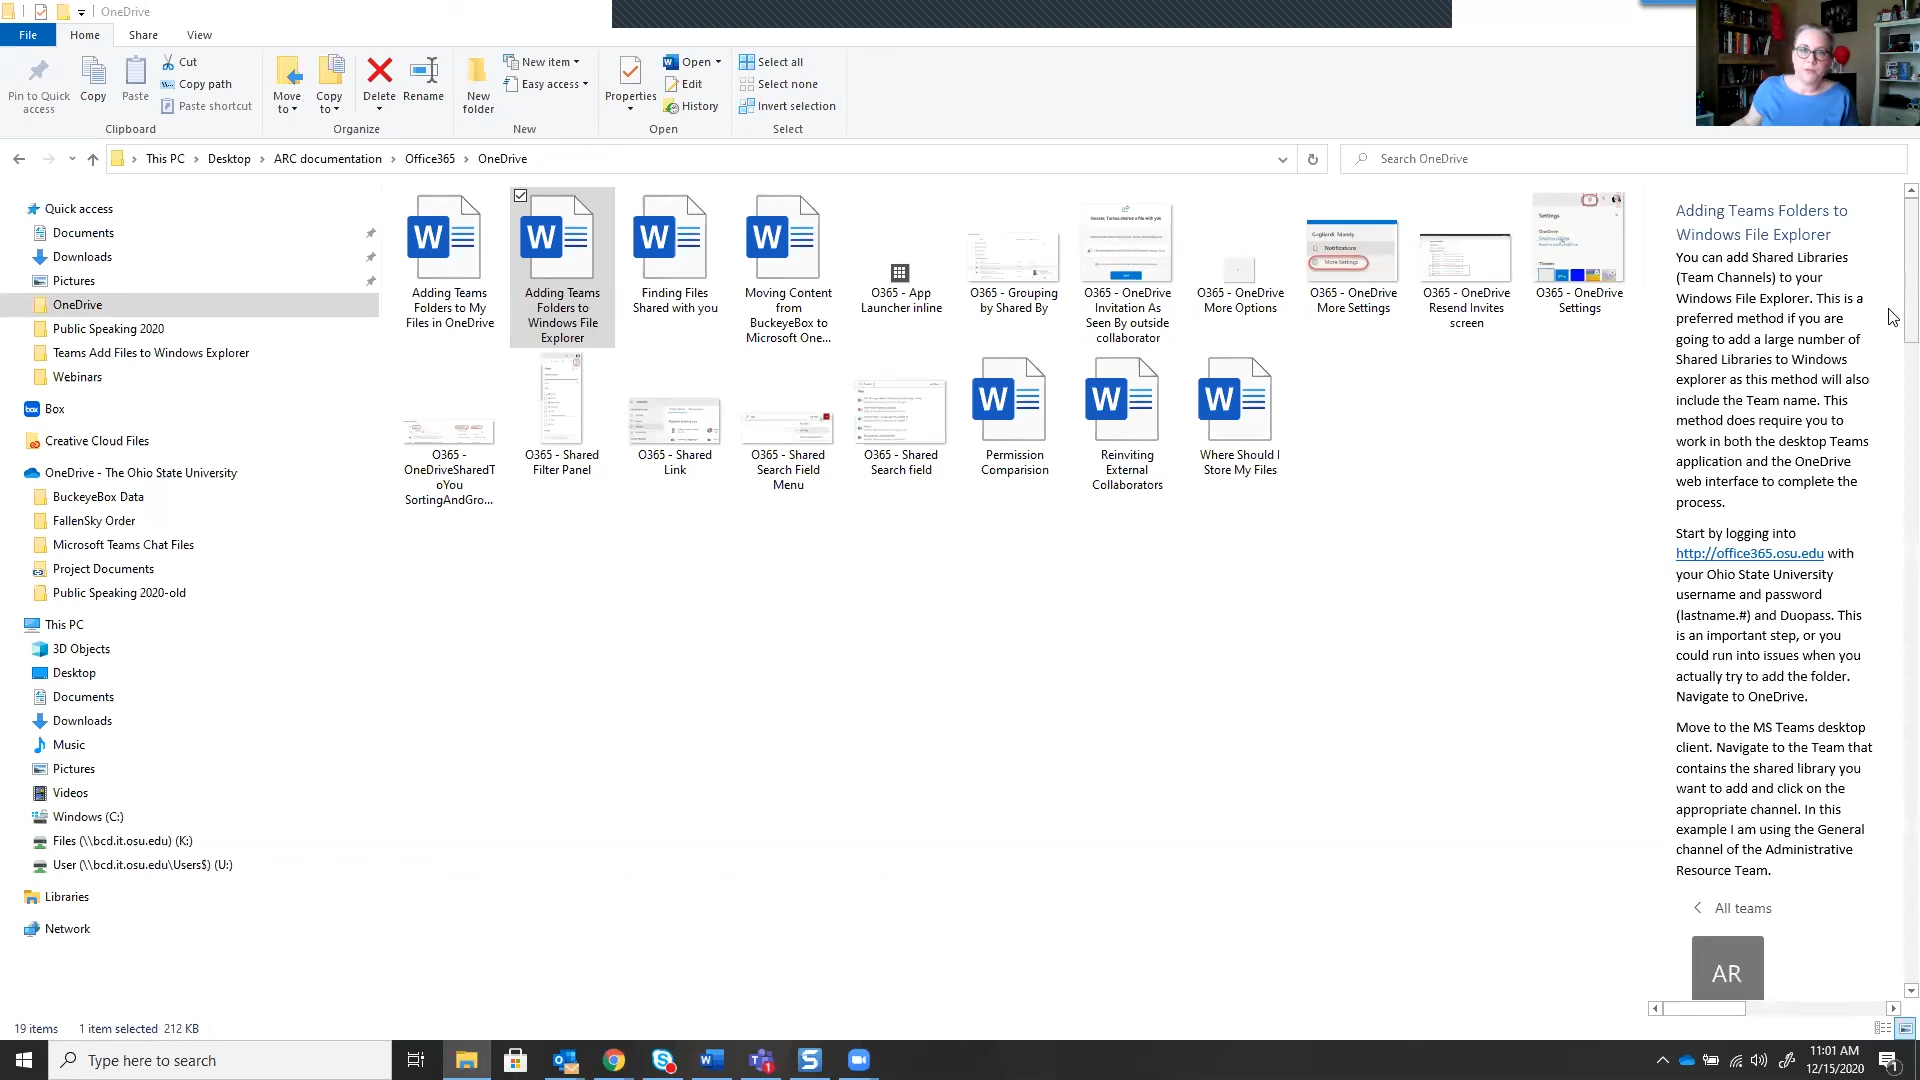 OneDrive
File Home Share View
Pin to Quick access
Copy
Paste
Cut
Copy path
Paste shortcut
Clipboard
Move to
Copy to
Delete
Rename
Organize
New folder
New item
Easy access
New
Properties
Open
Edit
History
Open
Select all
Select none
Invert selection
Select
This PC > Desktop > ARC documentation > Office365 > OneDrive
Search OneDrive
Quick access
Documents
Downloads
Pictures
OneDrive
Public Speaking 2020
Teams Add Files to Windows Explorer
Webinars
box Box
Creative Cloud Files
OneDrive - The Ohio State University
BuckeyeBox Data
FallenSky Order
Microsoft Teams Chat Files
Project Documents
Public Speaking 2020-old
This PC
3D Objects
Desktop
Documents
Downloads
Music
Pictures
Videos
Windows (C:)
Files (\\bcd.it.osu.edu) (K:)
User (\\bcd.it.osu.edu\Users$) (U:)
Libraries
Network
Adding Teams
Folders to My
Files in OneDrive
Adding Teams
Folders to
Windows File
Explorer
Finding Files
Shared with you
Moving Content
from
BuckeyeBox to
Microsoft One...
O365 - App
Launcher inline
O365 - Grouping
by Shared By
O365 - OneDrive
Invitation As
Seen By outside
collaborator
O365 - OneDrive
More Options
Gagliardi, Mandy
Notifications
More Settings
O365 - OneDrive
More Settings
O365 - OneDrive
Resend Invites
screen
Settings
OneDrive
O365 - OneDrive
Settings
O365 -
OneDriveSharedT
oYou
SortingAndGro...
O365 - Shared
Filter Panel
O365 - Shared
Link
O365 - Shared
Search Field
Menu
O365 - Shared
Search field
Permission
Comparision
Reinviting
External
Collaborators
Where Should I
Store My Files
Adding Teams Folders to
Windows File Explorer
You can add Shared Libraries
(Team Channels) to your
Windows File Explorer. This is a
preferred method if you are
going to add a large number of
Shared Libraries to Windows
explorer as this method will also
include the Team name. This
method does require you to
work in both the desktop Teams
application and the OneDrive
web interface to complete the
process.
Start by logging into
http://office365.osu.edu with
your Ohio State University
username and password
(lastname.#) and Duopass. This
is an important step, or you
could run into issues when you
actually try to add the folder.
Navigate to OneDrive.
Move to the MS Teams desktop
client. Navigate to the Team that
contains the shared library you
want to add and click on the
appropriate channel. In this
example I am using the General
channel of the Administrative
Resource Team.
< All teams
AR
19 items 1 item selected 212 KB
Type here to search
11:01 AM
12/15/2020